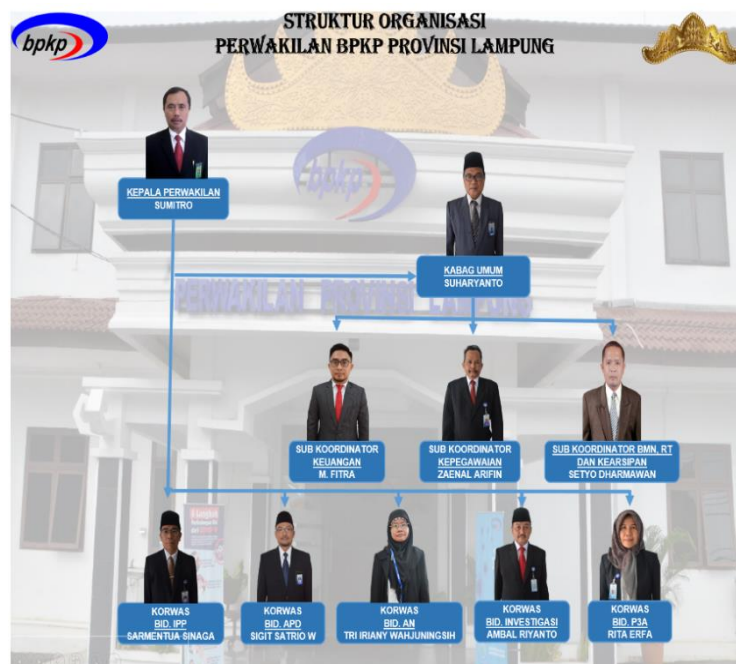 bpkp
STRUKTUR ORGANISASI
PERWAKILAN BPKP PROVINSI LAMPUNG
KEPALA PERWAKILAN
SUMITRO
bpkp
KABAG UMUM
SUHARYANTO
PERWAKILAN PROVINSI LAMPUNG
SUB KOORDINATOR
KEUANGAN
M. FITRA
SUB KOORDINATOR
KEPEGAWAIAN
ZAENAL ARIFIN
SUB KOORDINATOR BMN, RT
DAN KEARSIPAN
SETYO DHARMAWAN
KORWAS
BID. IPP
SARMENTUA SINAGA
KORWAS
BID. APD
SIGIT SATRIO W
KORWAS
BID. AN
TRI IRIANY WAHJUNINGSIH
KORWAS
BID. INVESTIGASI
AMBAL RIYANTO
KORWAS
BID. P3A
RITA ERFA